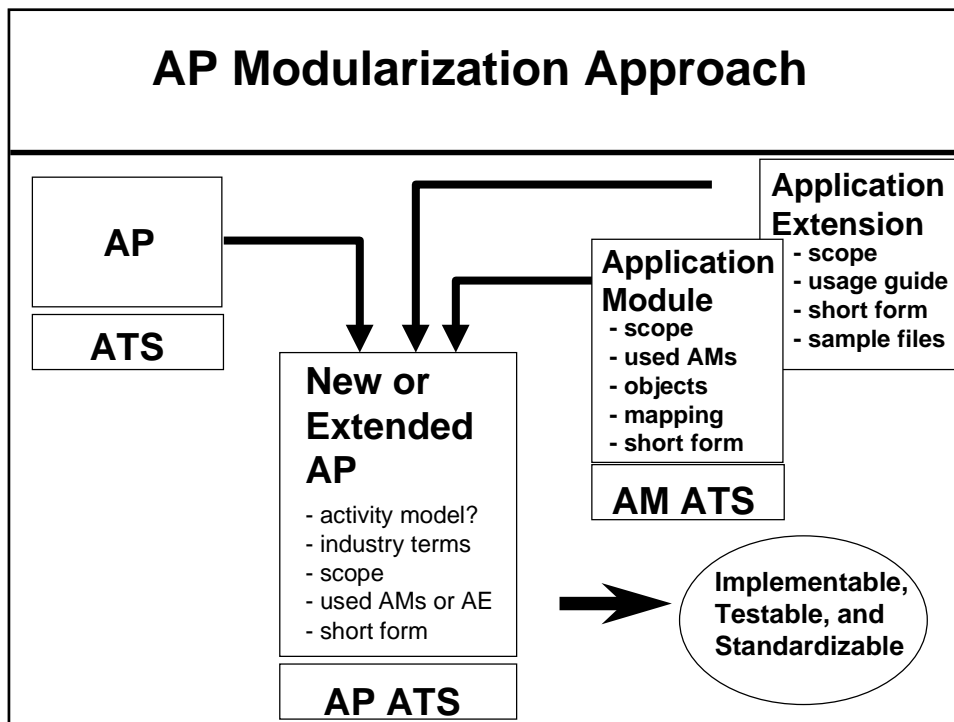 AP Modularization Approach
AP
ATS
New or
Extended
AP
- activity model?
- industry terms
- scope
- used AMs or AE
- short form
AP ATS
Application
Module
- scope
- used AMs
- objects
- mapping
- short form
AM ATS
Application
Extension
- scope
- usage guide
- short form
- sample files
Implementable,
Testable, and
Standardizable